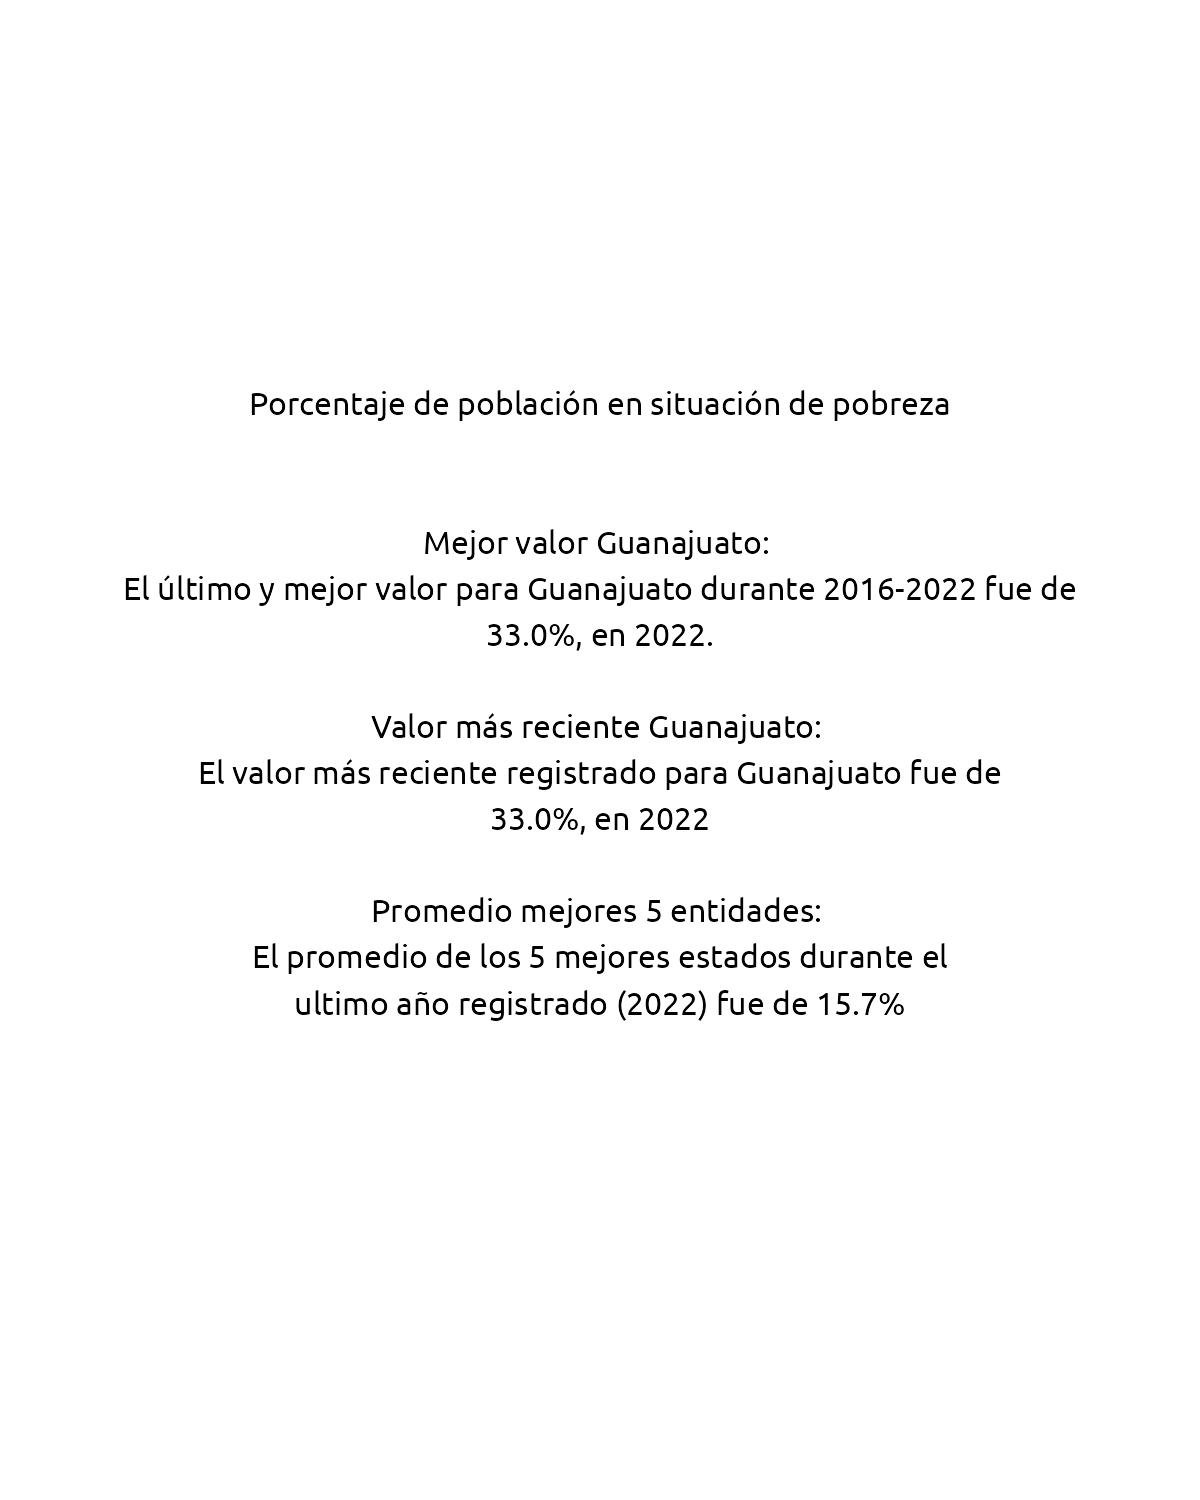 Porcentaje de población en situación de pobreza
Mejor valor Guanajuato:
El último y mejor valor para Guanajuato durante 2016-2022 fue de
33.0%, en 2022.
Valor más reciente Guanajuato:
El valor más reciente registrado para Guanajuato fue de
33.0%, en 2022
Promedio mejores 5 entidades:
El promedio de los 5 mejores estados durante el
ultimo año registrado (2022) fue de 15.7%